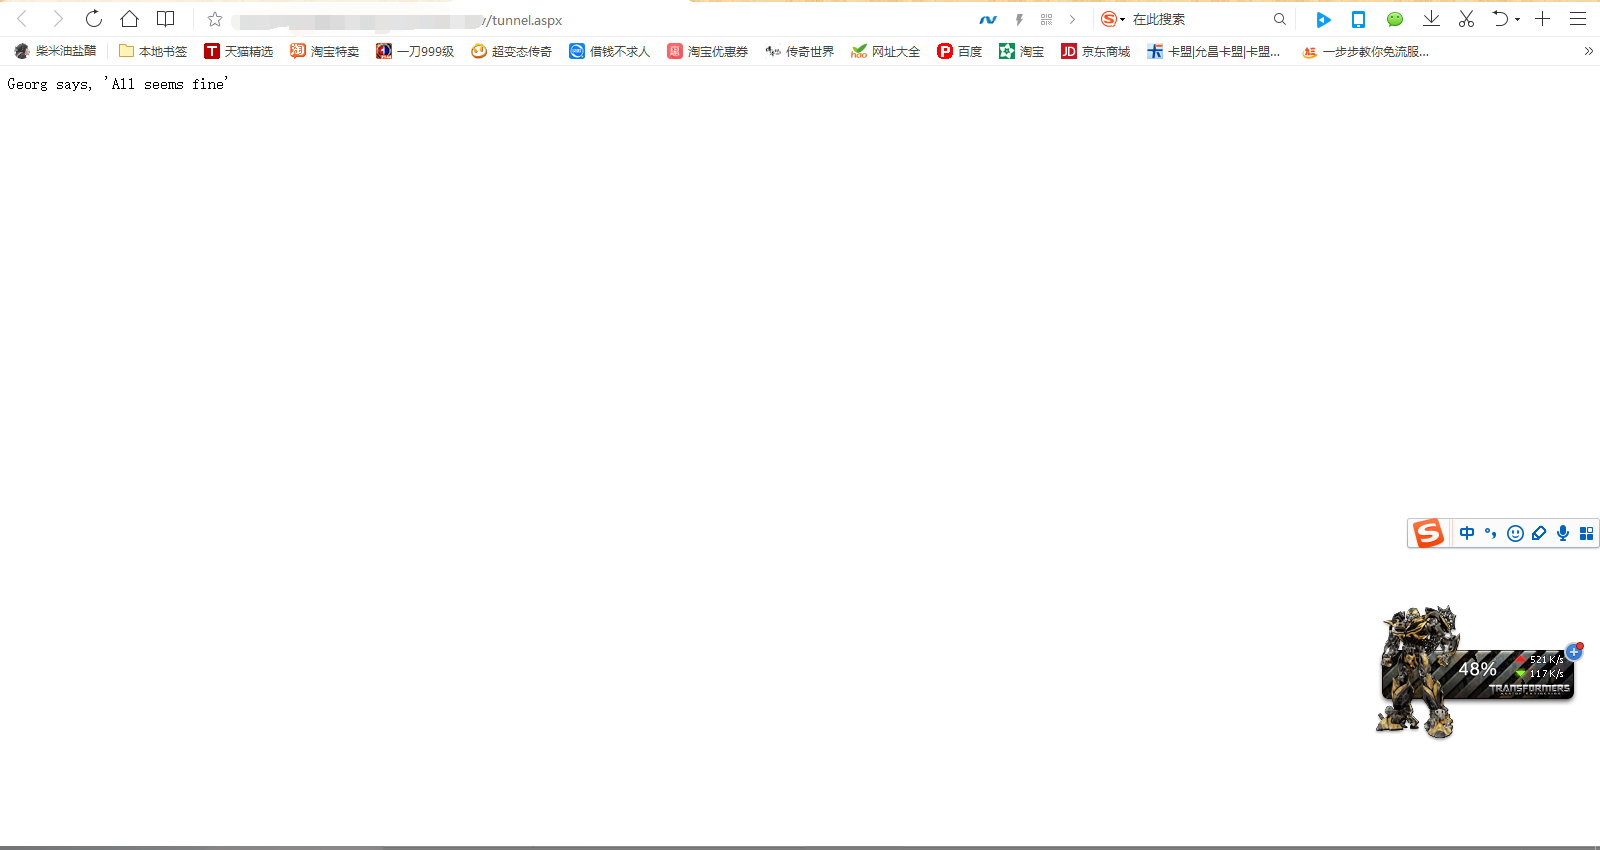 /tunnel.aspx
在此搜索
柴米油盐醋 本地书签 天猫精选 淘宝特卖 一刀999级 超变态传奇 借钱不求人 淘宝优惠券 传奇世界 网址大全 百度 淘宝 京东商城 卡盟|允昌卡盟|卡盟... 一步步教你免流服...
Georg says, 'All seems fine'
中
48%
521K/s
117K/s
TRANSFORMERS